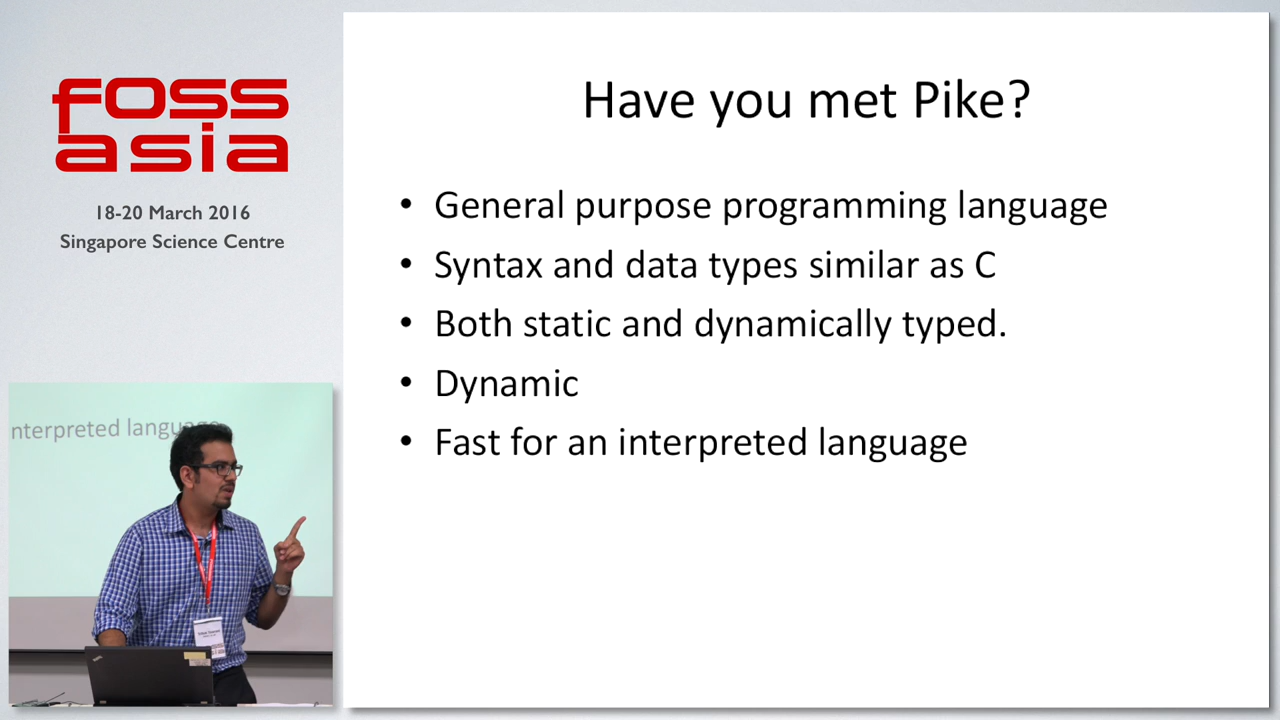 foss
asia
18-20 March 2016
Singapore Science Centre
Have you met Pike?
• General purpose programming language
• Syntax and data types similar as C
• Both static and dynamically typed.
• Dynamic
• Fast for an interpreted language
nterpreted language